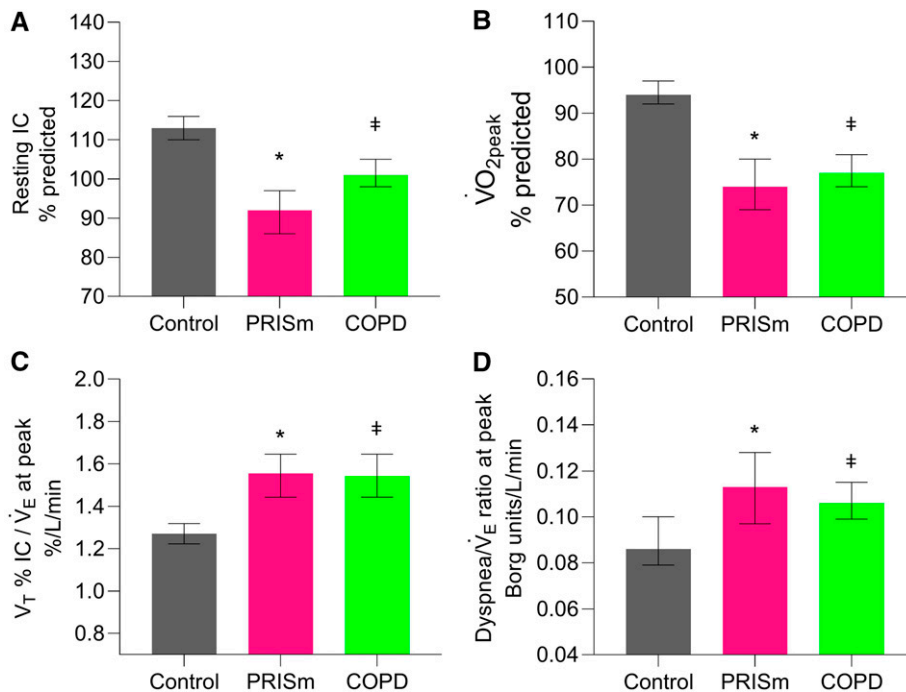 A
Resting IC
% predicted
140
130
120
110
100
90
80
70
*
‡
Control
PRISm
COPD
B
V̇O2peak
% predicted
100
90
80
70
60
50
*
‡
Control
PRISm
COPD
C
VT % IC / V̇E at peak
%/L/min
2.0
1.8
1.6
1.4
1.2
1.0
0.8
*
‡
Control
PRISm
COPD
D
Dyspnea/V̇E ratio at peak
Borg units/L/min
0.16
0.14
0.12
0.10
0.08
0.06
0.04
*
‡
Control
PRISm
COPD